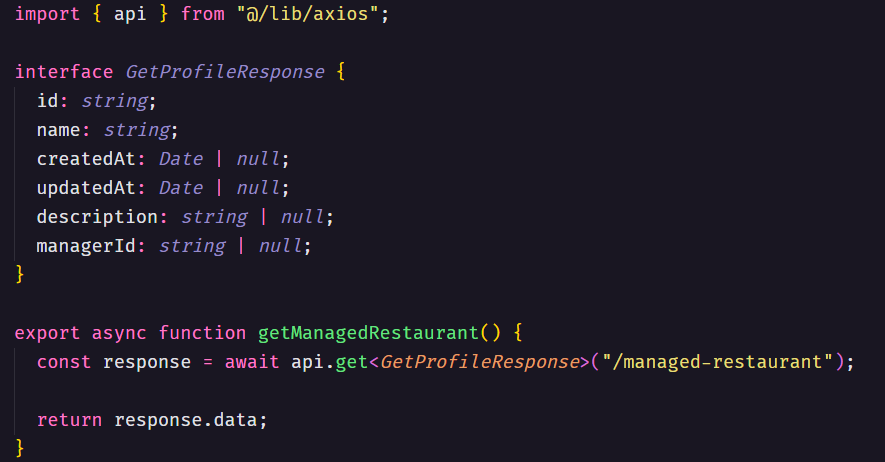 import { api } from "@/lib/axios";
interface GetProfileResponse {
  id: string;
  name: string;
  createdAt: Date | null;
  updatedAt: Date | null;
  description: string | null;
  managerId: string | null;
}
export async function getManagedRestaurant() {
  const response = await api.get<GetProfileResponse>("/managed-restaurant");
  return response.data;
}